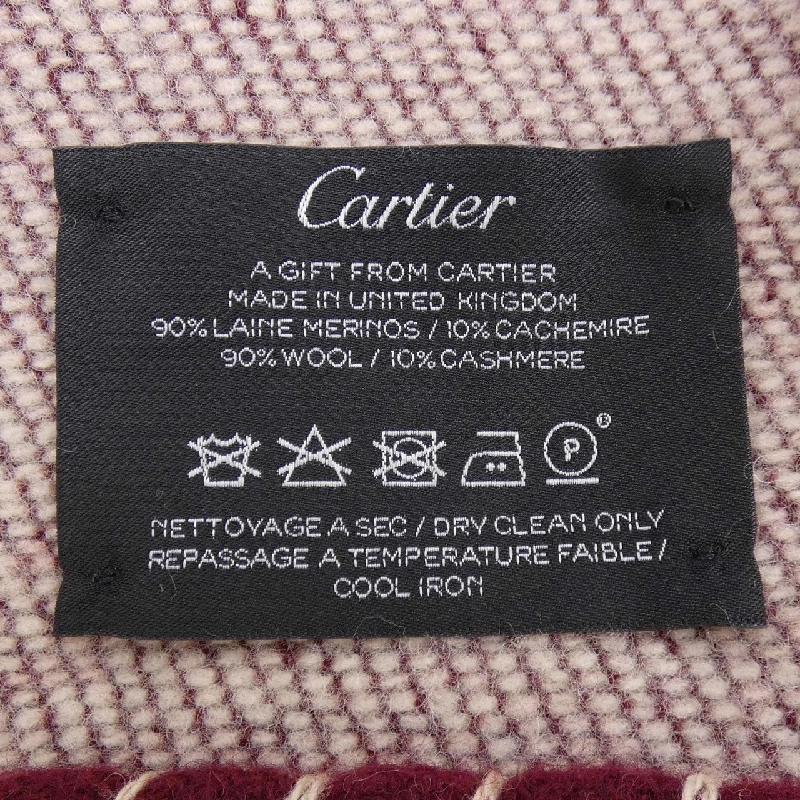 Cartier
A GIFT FROM CARTIER
MADE IN UNITED KINGDOM
90% LAINE MERINOS / 10% CACHEMIRE
90% WOOL / 10% CASHMERE
P ®
NETTOYAGE A SEC / DRY CLEAN ONLY
REPASSAGE A TEMPERATURE FAIBLE /
COOL IRON